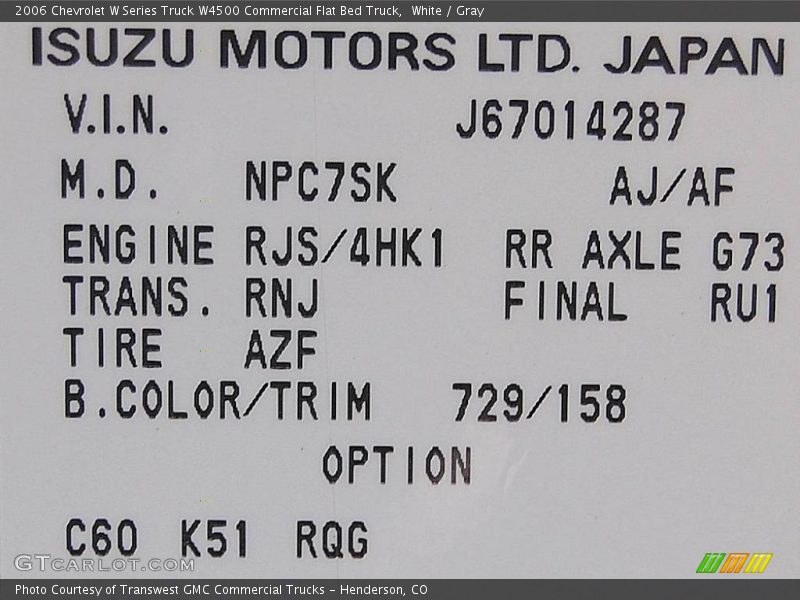 2006 Chevrolet W Series Truck W4500 Commercial Flat Bed Truck,  White / Gray
ISUZU MOTORS LTD. JAPAN
V.I.N. J67014287
M.D. NPC7SK AJ/AF
ENGINE RJS/4HK1 RR AXLE G73
TRANS. RNJ FINAL RU1
TIRE AZF
B.COLOR/TRIM 729/158
OPTION
C60 K51 RQG
GTCARLOT.COM
Photo Courtesy of Transwest GMC Commercial Trucks - Henderson, CO